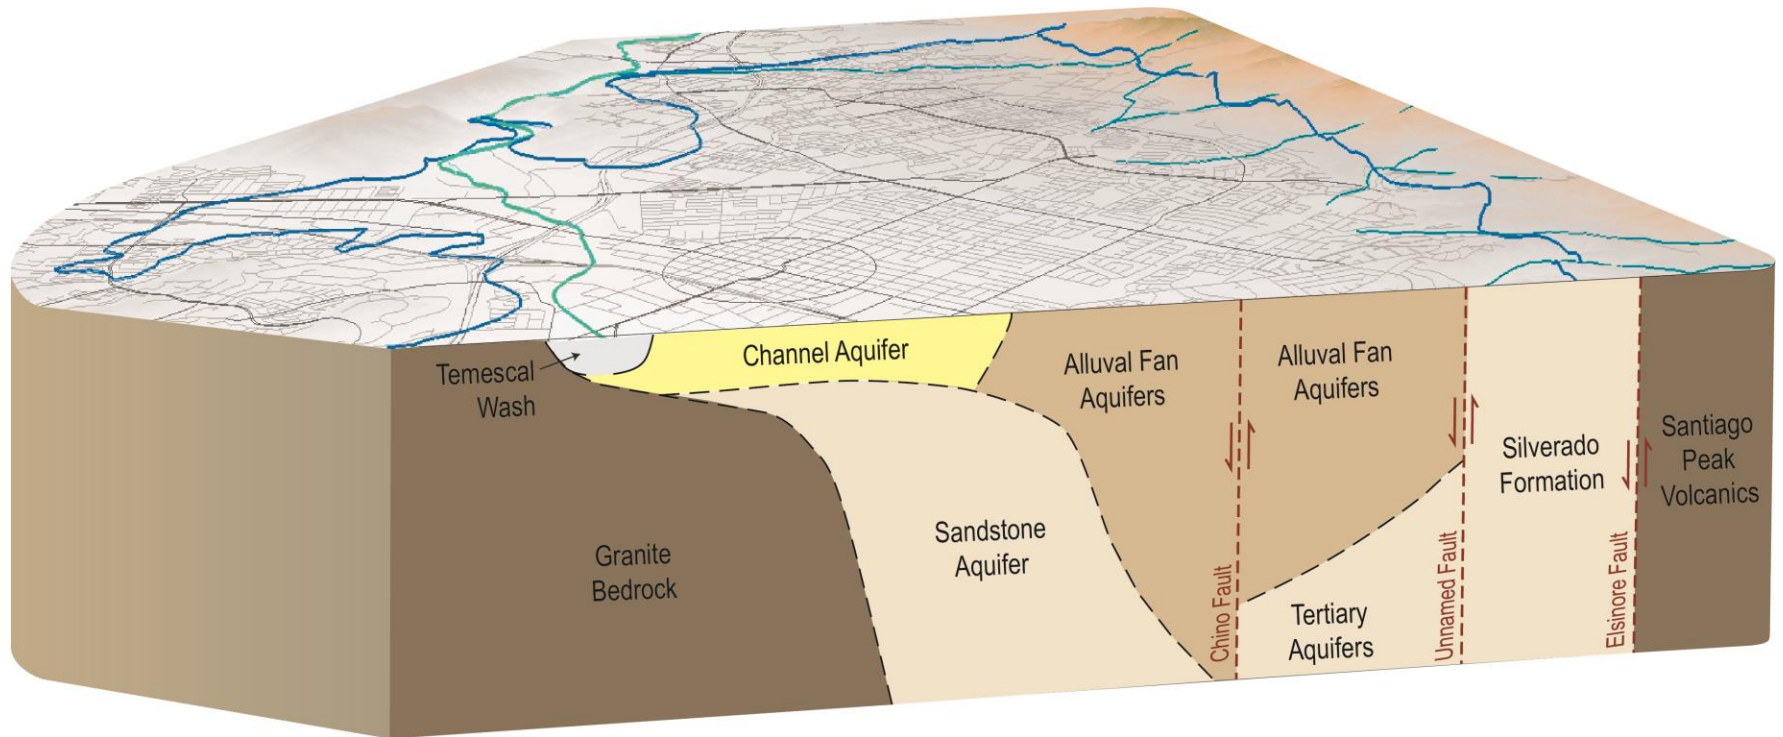 Temescal
Wash
Channel Aquifer
Alluval Fan
Aquifers
Alluval Fan
Aquifers
Silverado
Formation
Santiago
Peak
Volcanics
Granite
Bedrock
Sandstone
Aquifer
Tertiary
Aquifers
Chino Fault
Unnamed Fault
Elsinore Fault